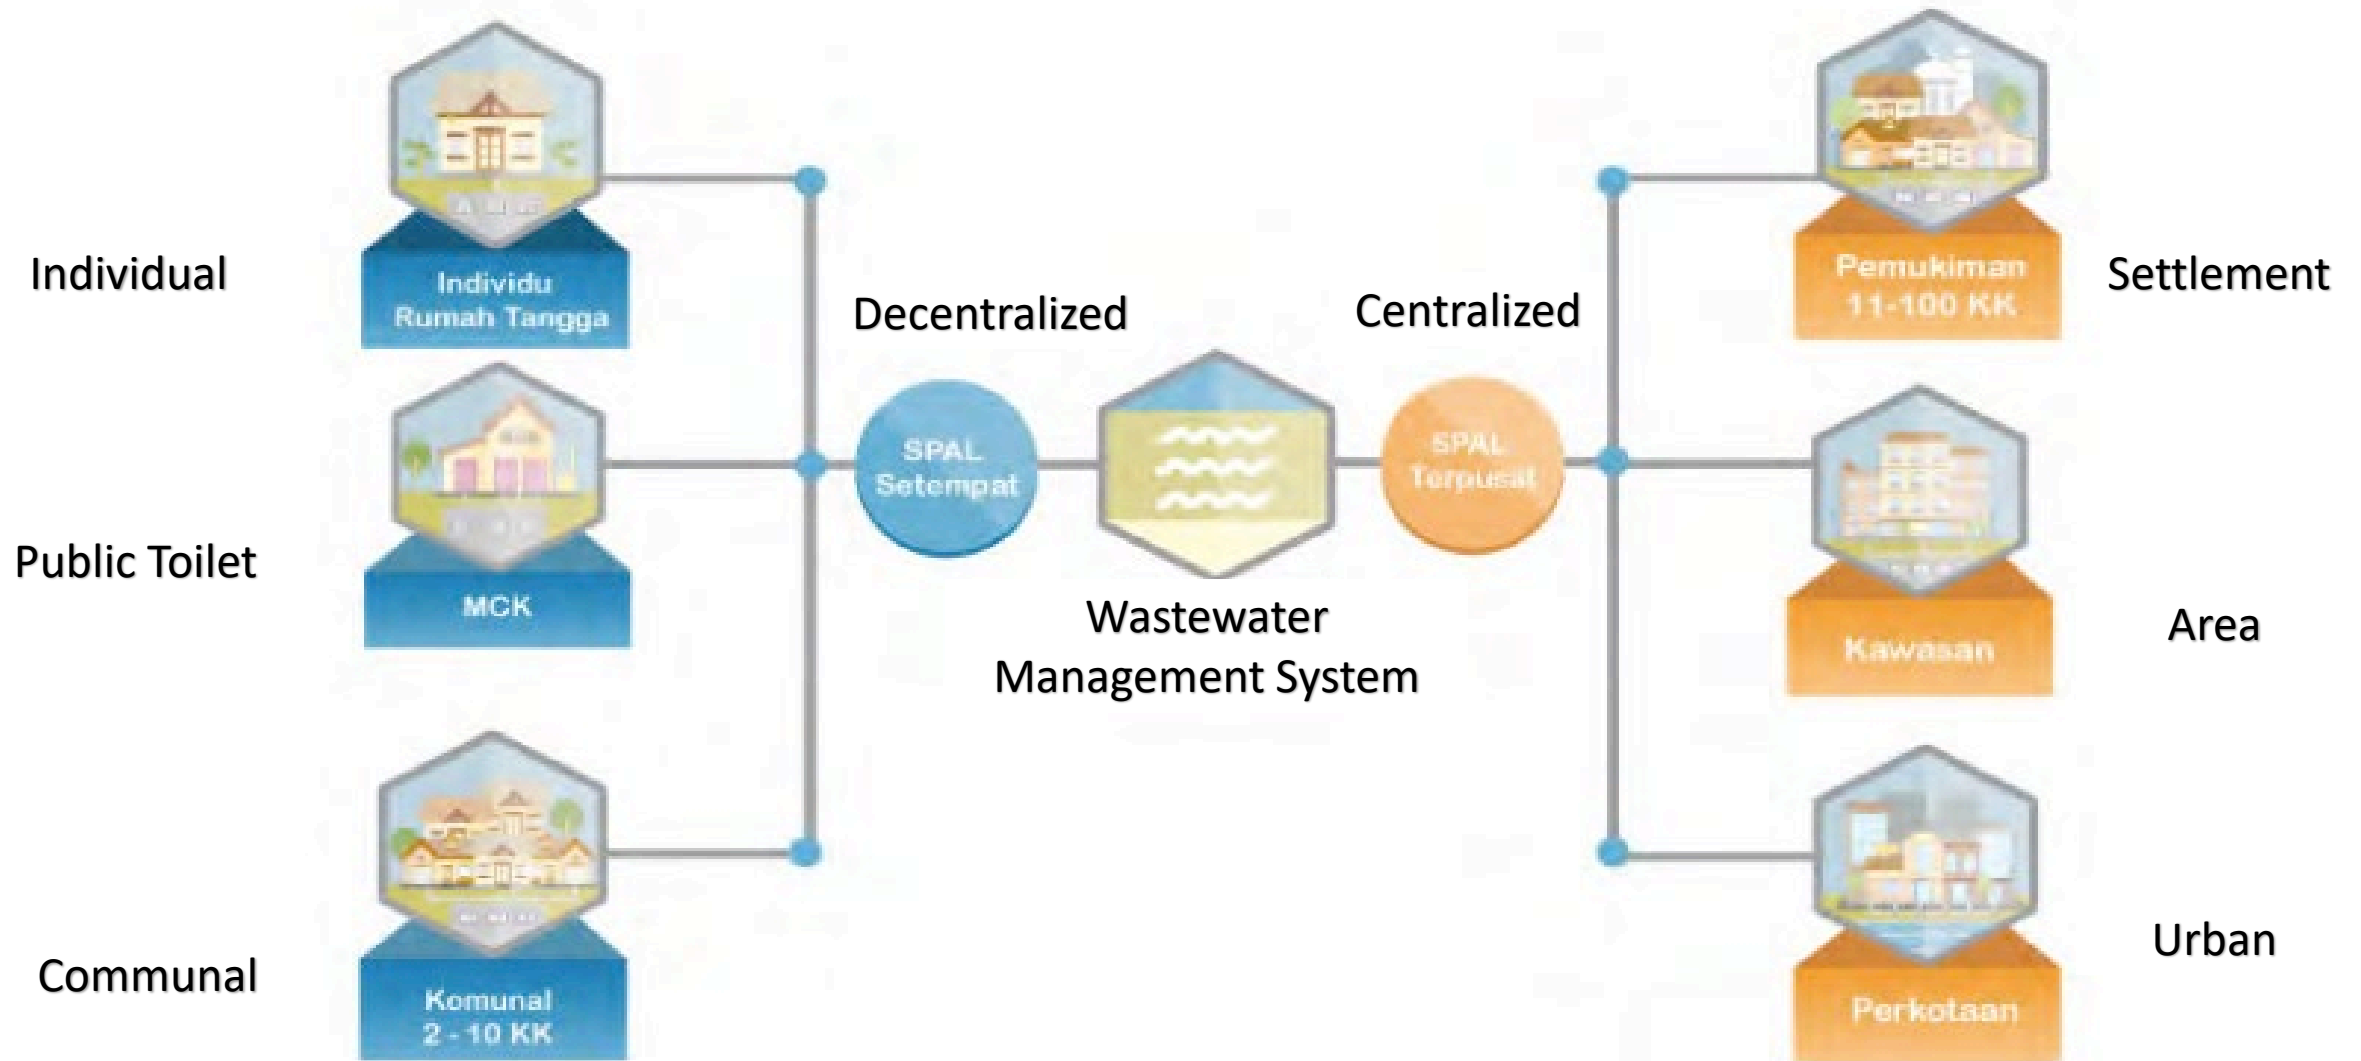 Individual
Individu
Rumah Tangga
Public Toilet
MCK
Communal
Komunal
2 - 10 KK
Decentralized
SPAL
Setempat
Wastewater
Management System
Centralized
SPAL
Terpusat
Pemukiman
11-100 KK
Settlement
Kawasan
Area
Perkotaan
Urban